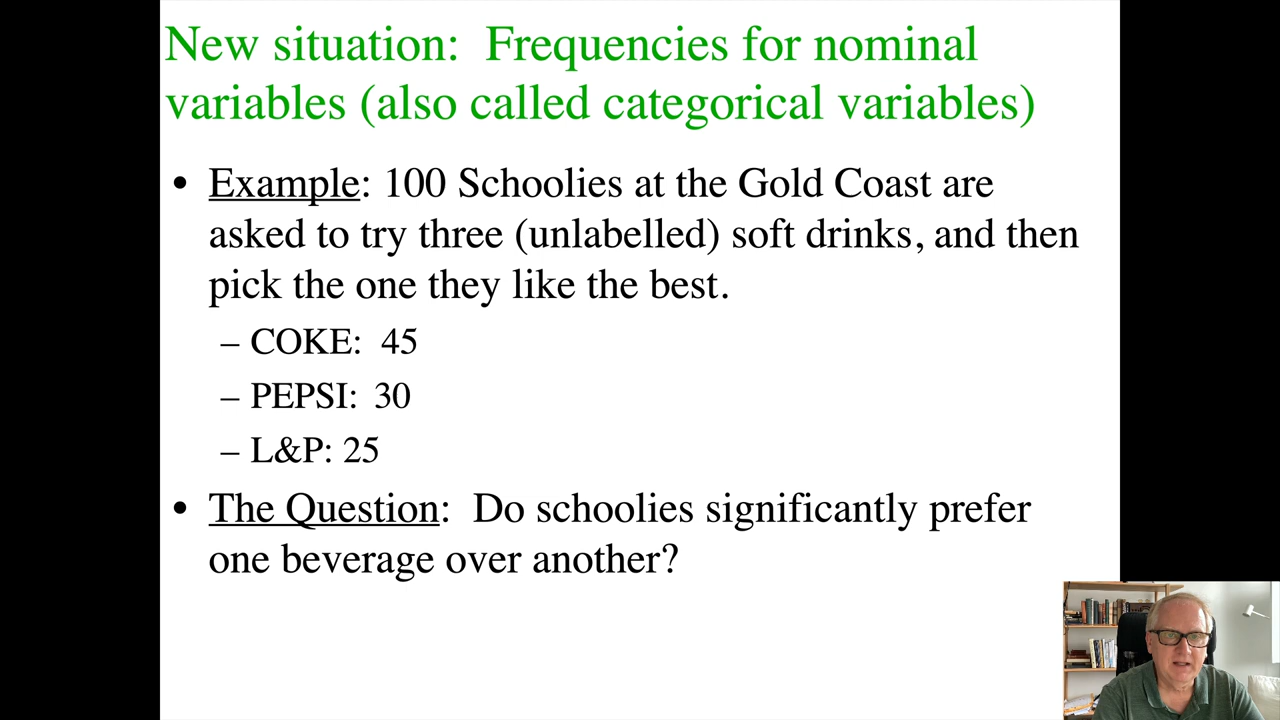 New situation:  Frequencies for nominal
variables (also called categorical variables)
• Example: 100 Schoolies at the Gold Coast are
asked to try three (unlabelled) soft drinks, and then
pick the one they like the best.
– COKE:  45
– PEPSI:  30
– L&P: 25
• The Question:  Do schoolies significantly prefer
one beverage over another?